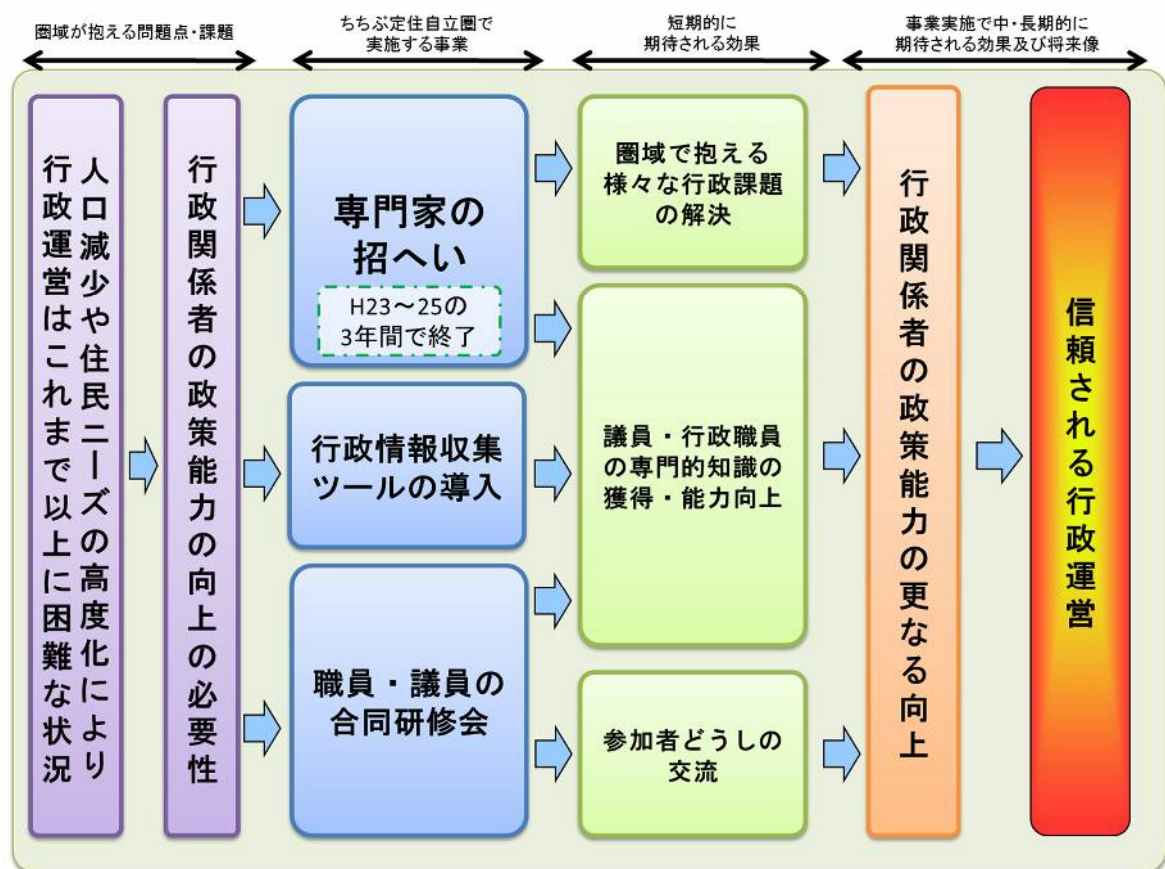 圏域が抱える問題点・課題
ちちぶ定住自立圏で
実施する事業
短期的に
期待される効果
事業実施で中・長期的に
期待される効果及び将来像
人口減少や住民ニーズの高度化により
行政運営はこれまで以上に困難な状況
行政関係者の政策能力の向上の必要性
専門家の
招へい
H23～25の
3年間で終了
行政情報収集
ツールの導入
職員・議員の
合同研修会
圏域で抱える
様々な行政課題
の解決
議員・行政職員
の専門的知識の
獲得・能力向上
参加者どうしの
交流
行政関係者の政策能力の更なる向上
信頼される行政運営